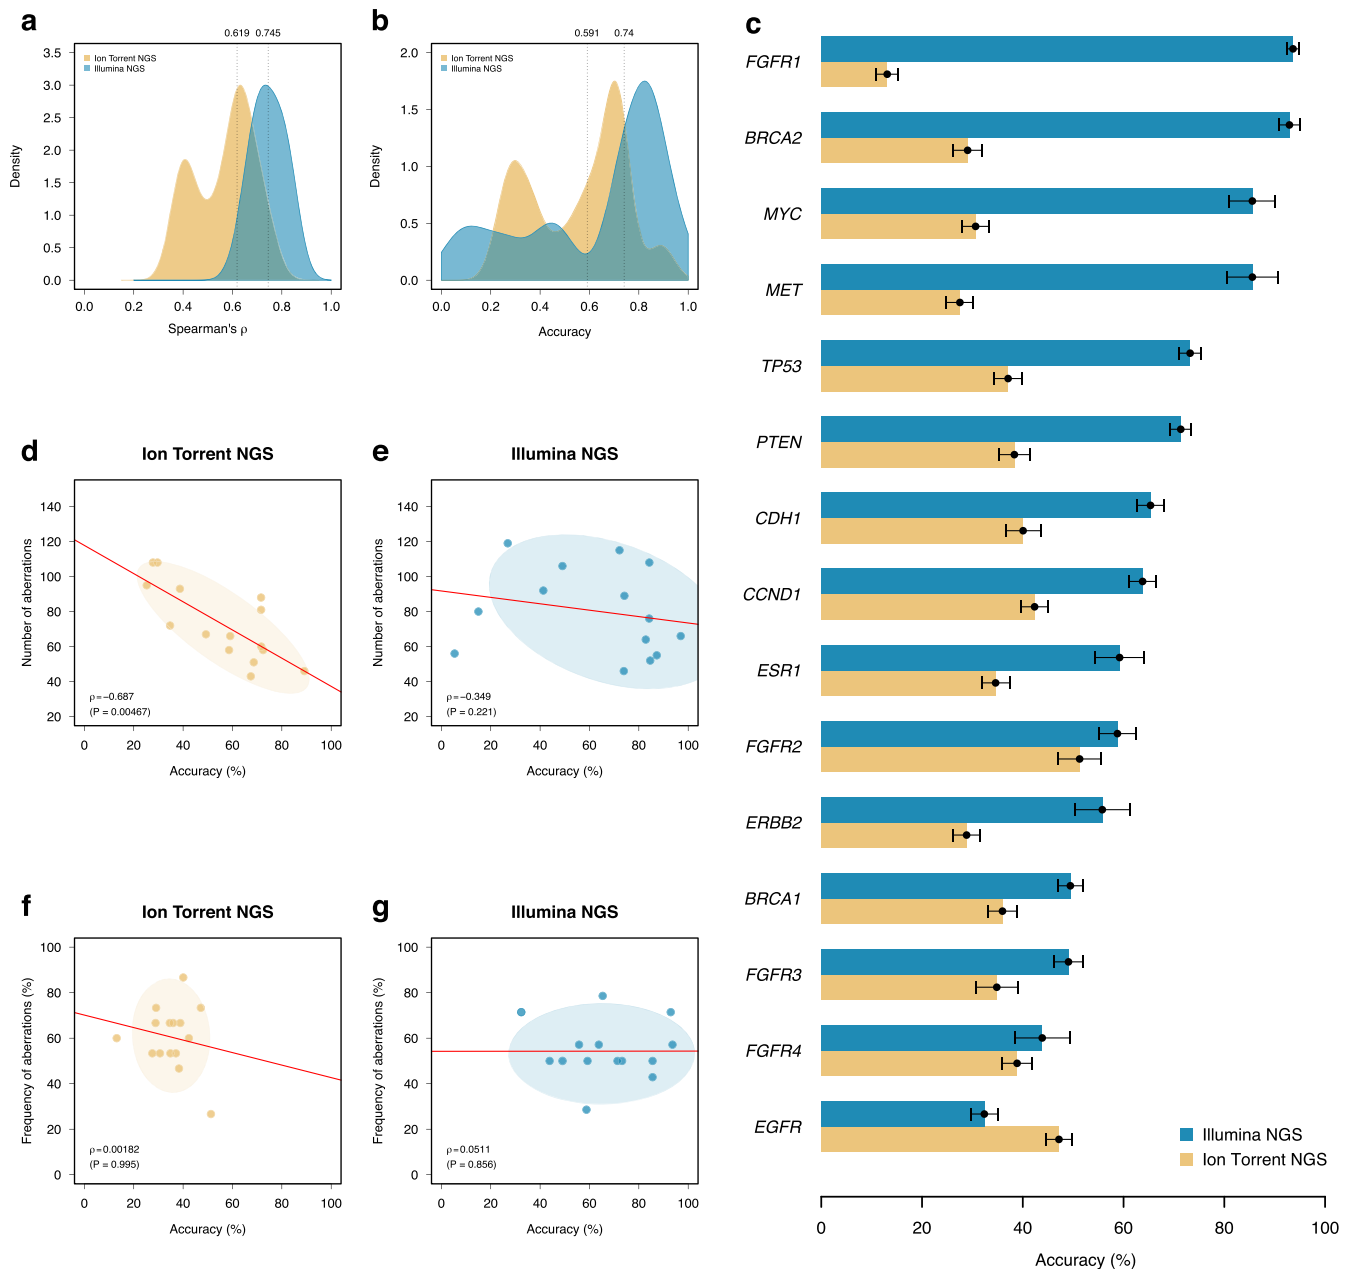 a
0.619 0.745
Ion Torrent NGS
Illumina NGS
Density
3.5
3.0
2.5
2.0
1.5
1.0
0.5
0.0
0.0 0.2 0.4 0.6 0.8 1.0
Spearman's ρ
b
0.591 0.74
Ion Torrent NGS
Illumina NGS
Density
2.0
1.5
1.0
0.5
0.0
0.0 0.2 0.4 0.6 0.8 1.0
Accuracy
c
FGFR1
BRCA2
MYC
MET
TP53
PTEN
CDH1
CCND1
ESR1
FGFR2
ERBB2
BRCA1
FGFR3
FGFR4
EGFR
Illumina NGS
Ion Torrent NGS
0 20 40 60 80 100
Accuracy (%)
d
Ion Torrent NGS
Number of aberrations
140
120
100
80
60
40
20
ρ=−0.687
(P = 0.00467)
0 20 40 60 80 100
Accuracy (%)
e
Illumina NGS
Number of aberrations
140
120
100
80
60
40
20
ρ=−0.349
(P = 0.221)
0 20 40 60 80 100
Accuracy (%)
f
Ion Torrent NGS
Frequency of aberrations (%)
100
80
60
40
20
0
ρ=0.00182
(P = 0.995)
0 20 40 60 80 100
Accuracy (%)
g
Illumina NGS
Frequency of aberrations (%)
100
80
60
40
20
0
ρ=0.0511
(P = 0.856)
0 20 40 60 80 100
Accuracy (%)